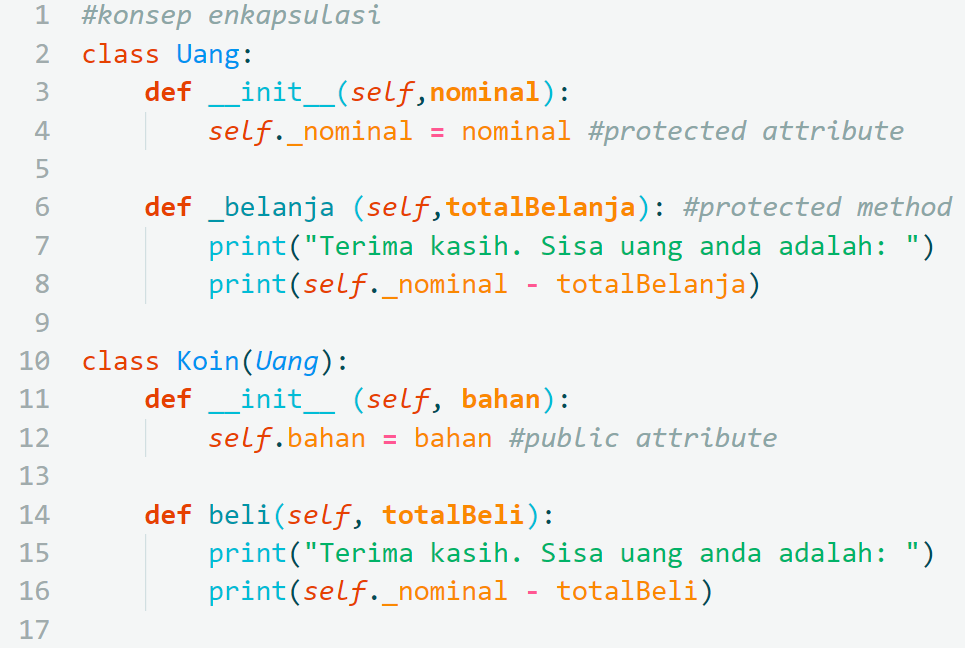 1 #konsep enkapsulasi
2 class Uang:
3     def __init__(self,nominal):
4         self._nominal = nominal #protected attribute
5
6     def _belanja (self,totalBelanja): #protected method
7         print("Terima kasih. Sisa uang anda adalah: ")
8         print(self._nominal - totalBelanja)
9
10 class Koin(Uang):
11     def __init__ (self, bahan):
12         self.bahan = bahan #public attribute
13
14     def beli(self, totalBeli):
15         print("Terima kasih. Sisa uang anda adalah: ")
16         print(self._nominal - totalBeli)
17